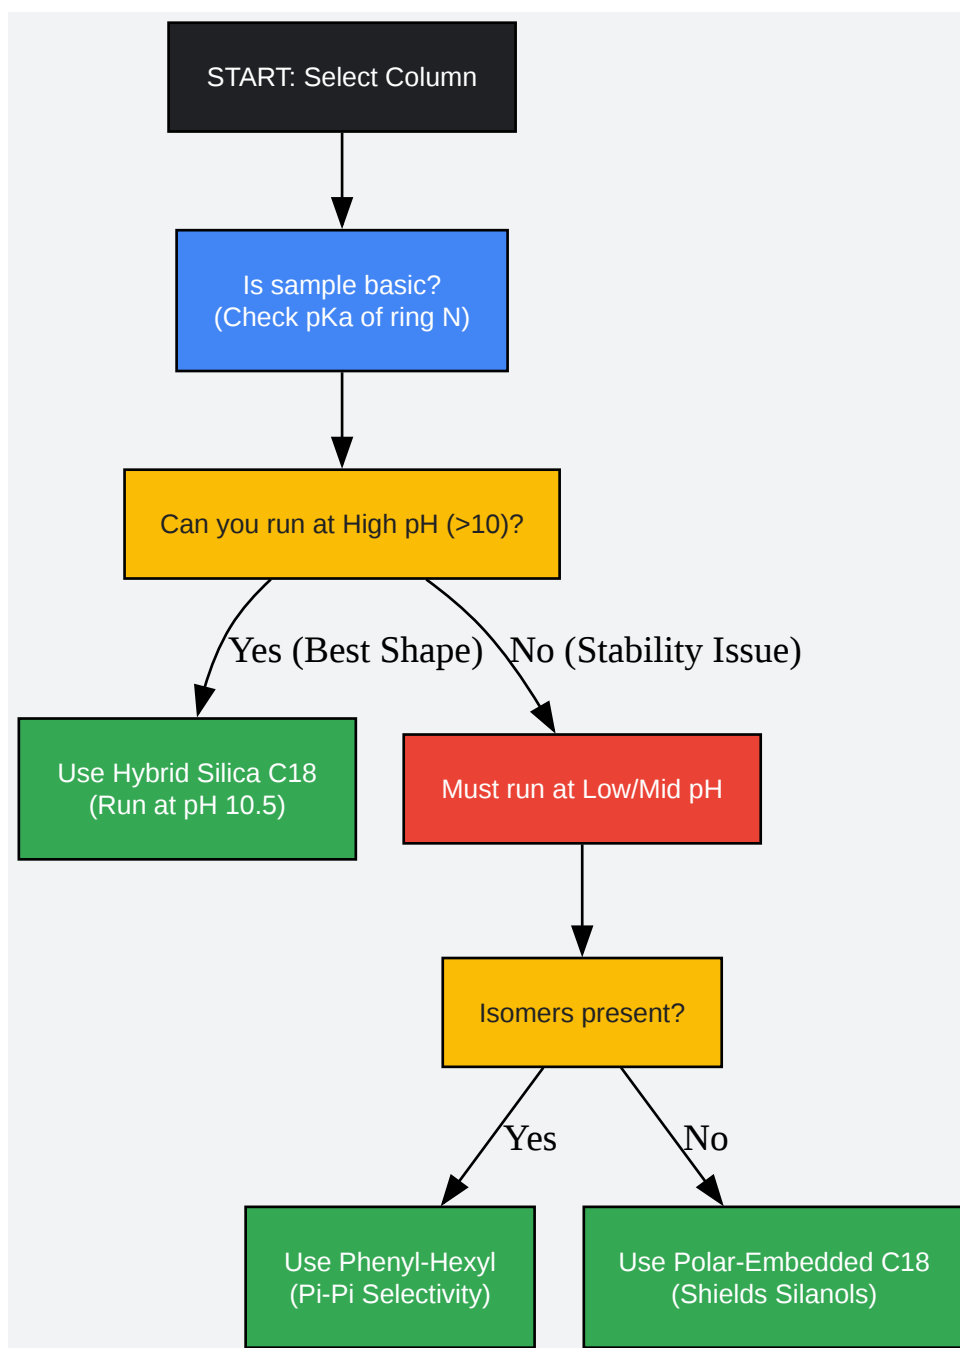 START: Select Column
Is sample basic?
(Check pKa of ring N)
Can you run at High pH (>10)?
Yes (Best Shape)
No (Stability Issue)
Use Hybrid Silica C18
(Run at pH 10.5)
Must run at Low/Mid pH
Isomers present?
Yes
No
Use Phenyl-Hexyl
(Pi-Pi Selectivity)
Use Polar-Embedded C18
(Shields Silanols)